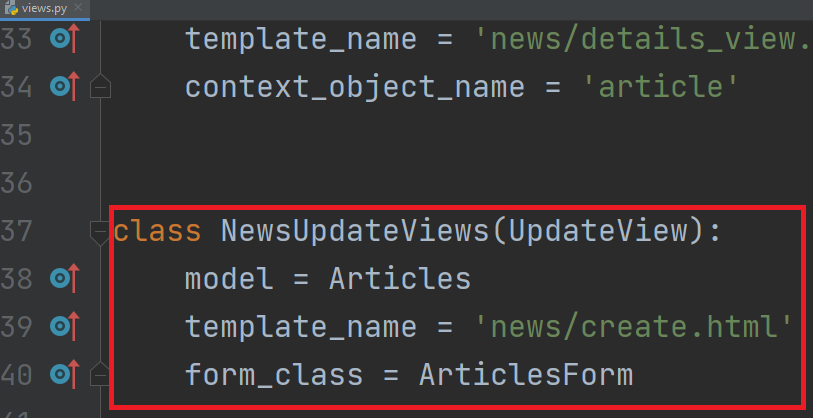 views.py
33 template_name = 'news/details_view.
34 context_object_name = 'article'
35
36
37 class NewsUpdateViews(UpdateView):
38 model = Articles
39 template_name = 'news/create.html'
40 form_class = ArticlesForm
41